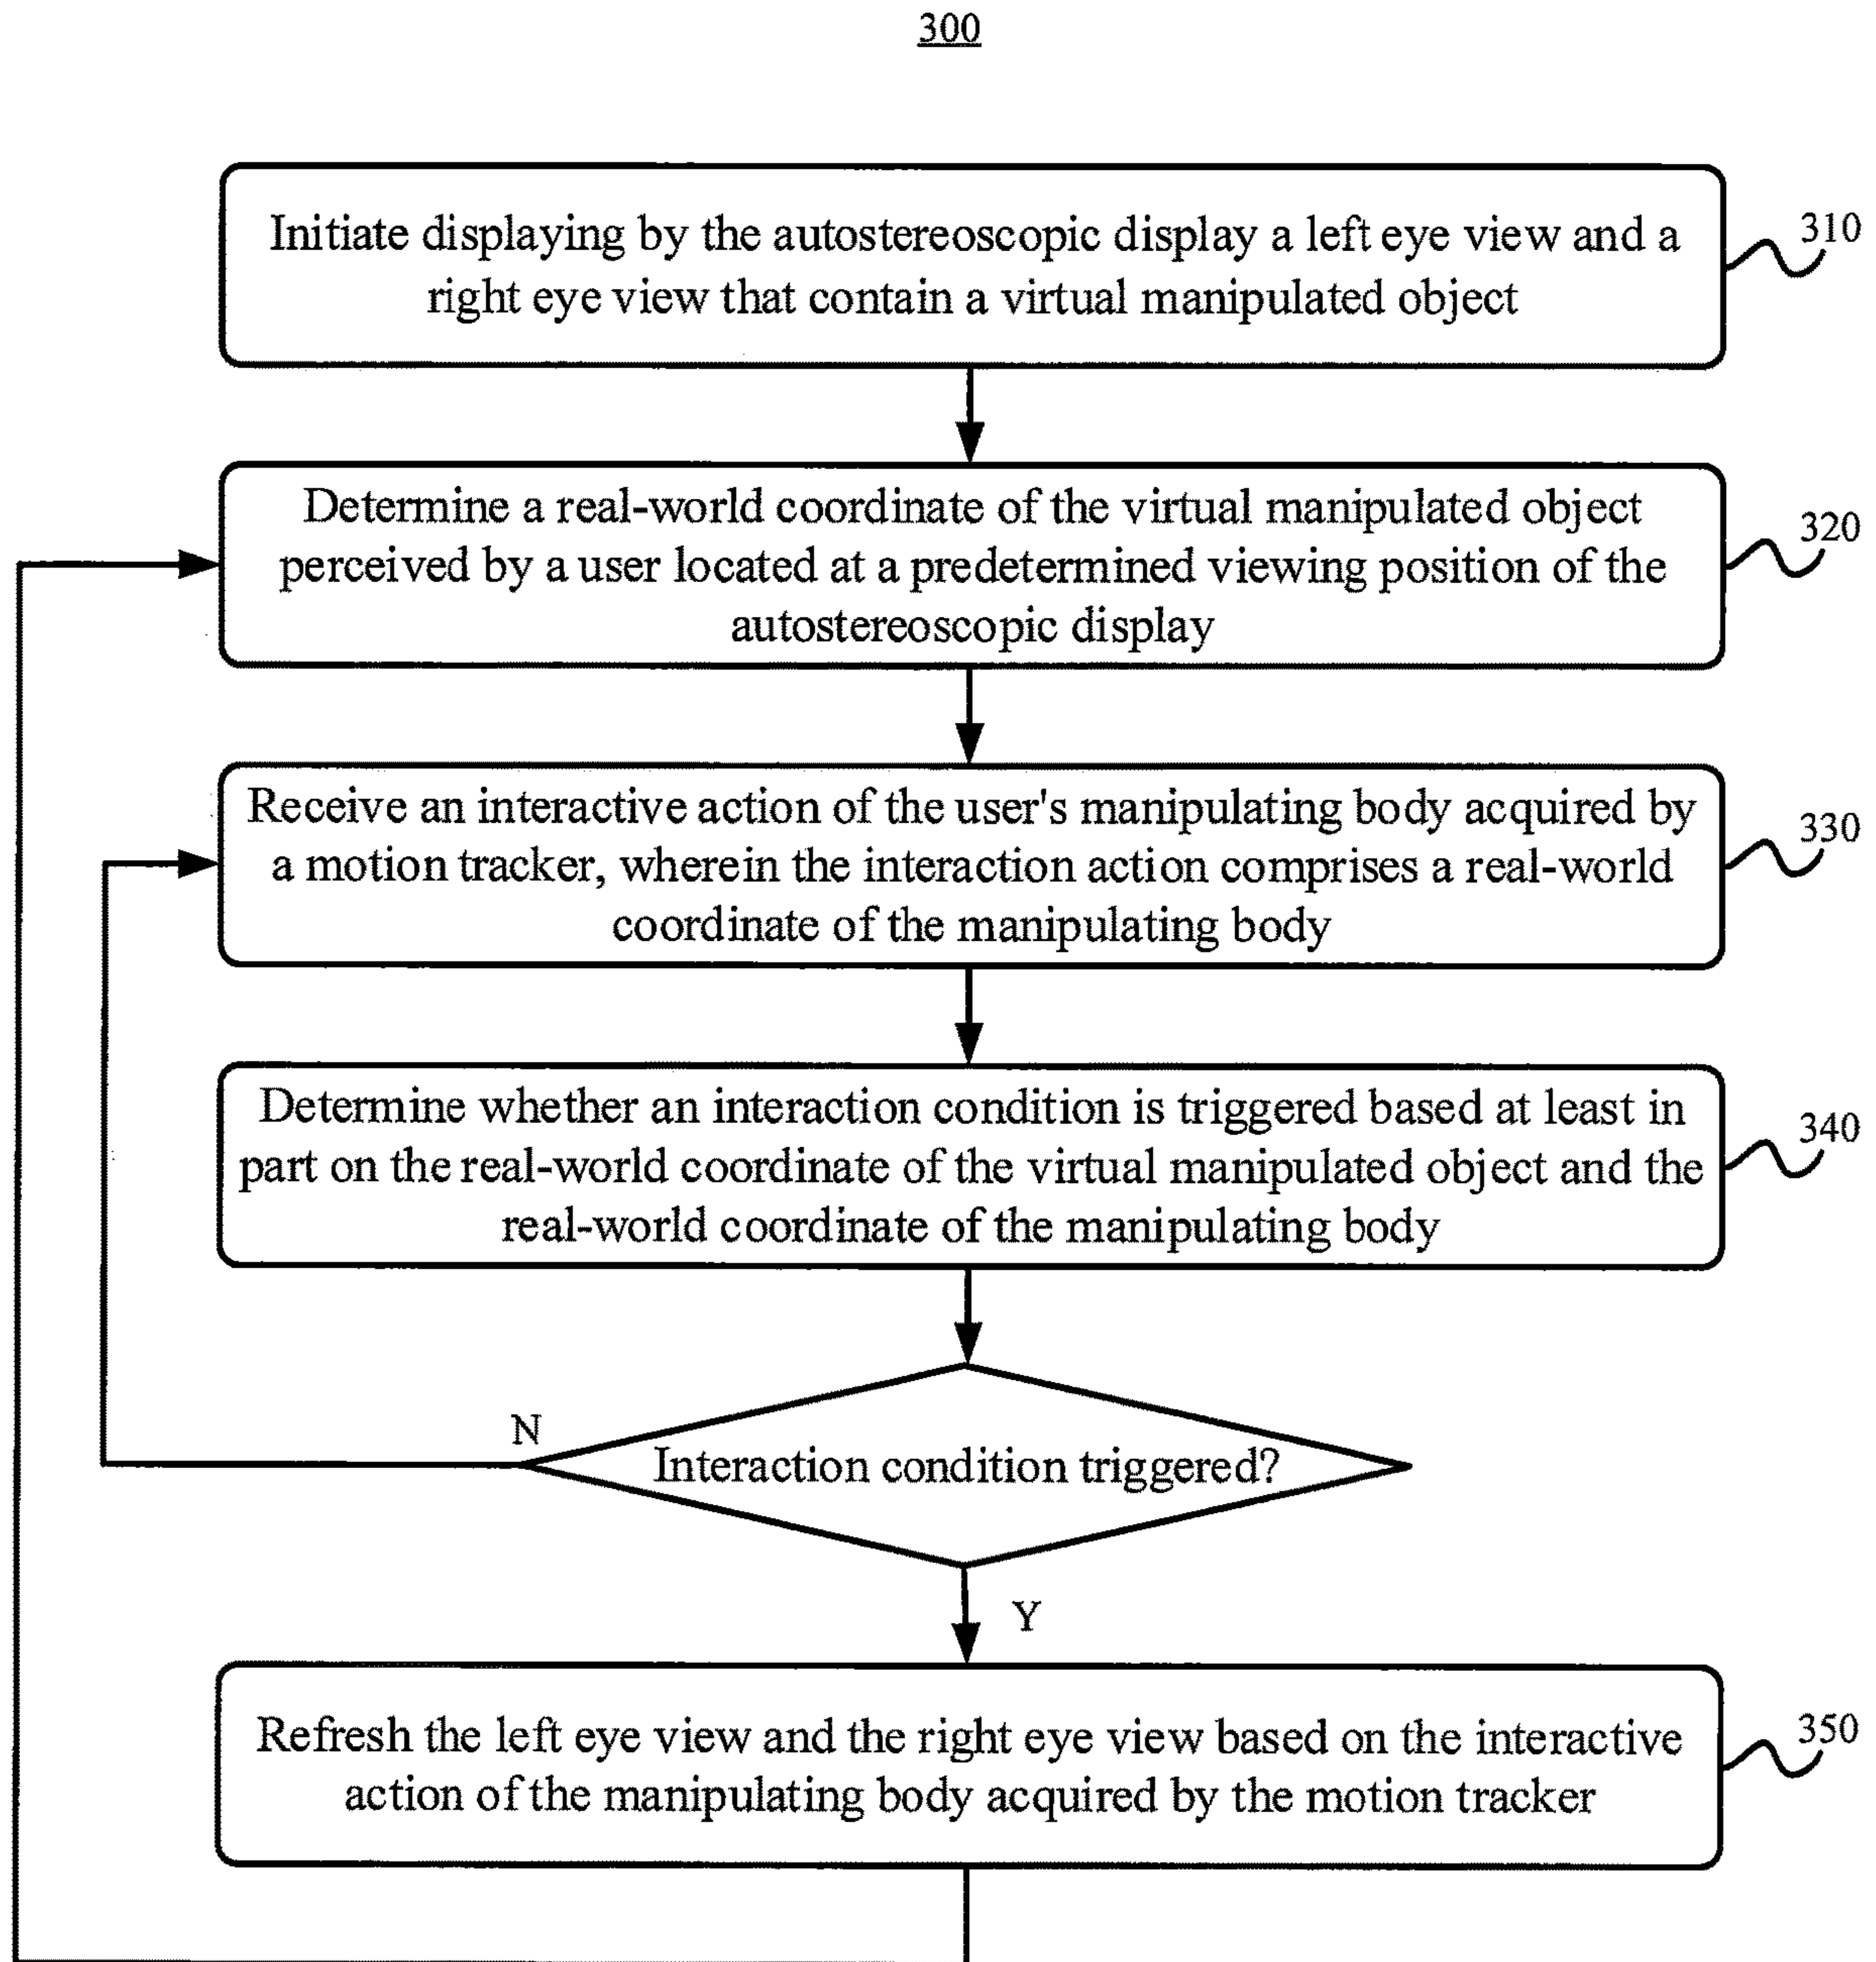 300
Initiate displaying by the autostereoscopic display a left eye view and a
right eye view that contain a virtual manipulated object
310
Determine a real-world coordinate of the virtual manipulated object
perceived by a user located at a predetermined viewing position of the
autostereoscopic display
320
Receive an interactive action of the user's manipulating body acquired by
a motion tracker, wherein the interaction action comprises a real-world
coordinate of the manipulating body
330
Determine whether an interaction condition is triggered based at least in
part on the real-world coordinate of the virtual manipulated object and the
real-world coordinate of the manipulating body
340
N
Interaction condition triggered?
Y
Refresh the left eye view and the right eye view based on the interactive
action of the manipulating body acquired by the motion tracker
350